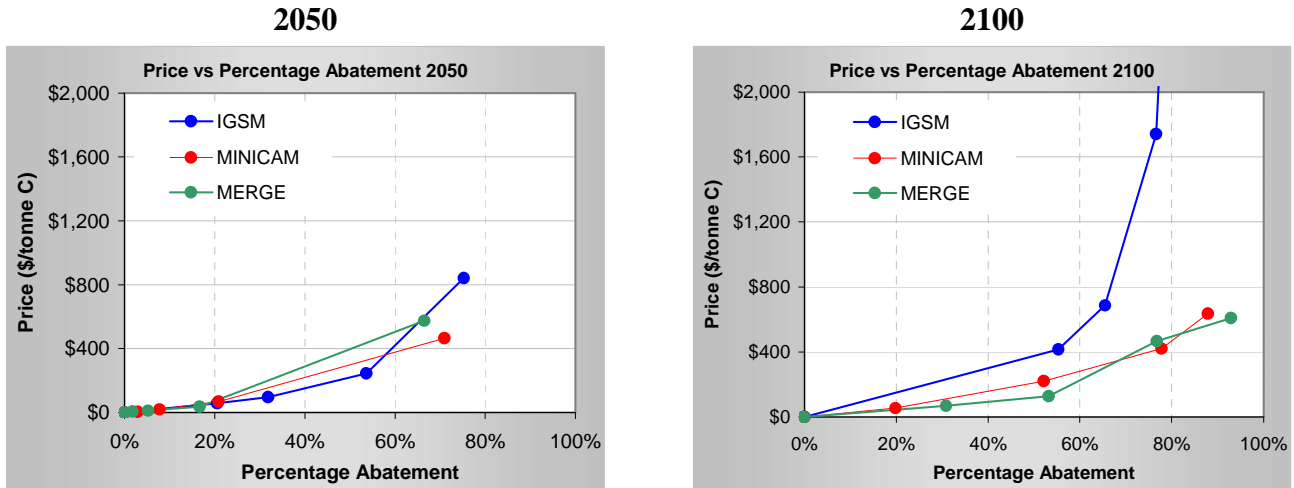 2050
Price vs Percentage Abatement 2050
$2,000
$1,600
$1,200
$800
$400
$0
Price ($/tonne C)
IGSM
MINICAM
MERGE
0% 20% 40% 60% 80% 100%
Percentage Abatement
2100
Price vs Percentage Abatement 2100
$2,000
$1,600
$1,200
$800
$400
$0
Price ($/tonne C)
IGSM
MINICAM
MERGE
0% 20% 40% 60% 80% 100%
Percentage Abatement